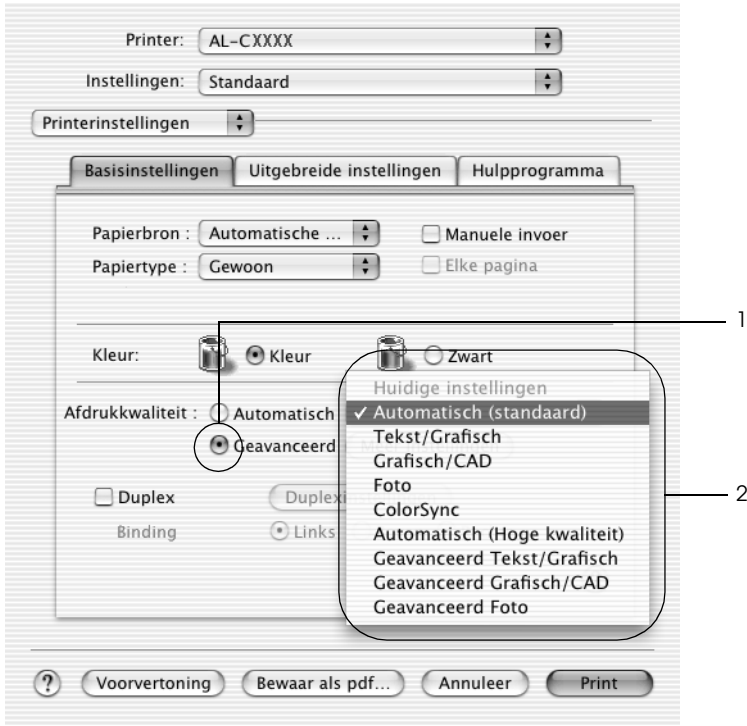 Printer: AL-CXXXX
Instellingen: Standaard
Printerinstellingen
Basisinstellingen Uitgebreide instellingen Hulpprogramma
Papierbron : Automatische ... Manuele invoer
Papiertype : Gewoon Elke pagina
1
Kleur: Kleur Zwart
Huidige instellingen
Afdrukkwaliteit : Automatisch ✓ Automatisch (standaard)
Tekst/Grafisch
Geavanceerd
Grafisch/CAD
Foto
2
Duplex
ColorSync
Binding Links Automatisch (Hoge kwaliteit)
Geavanceerd Tekst/Grafisch
Geavanceerd Grafisch/CAD
Geavanceerd Foto
? Voorvertoning Bewaar als pdf... Annuleer Print